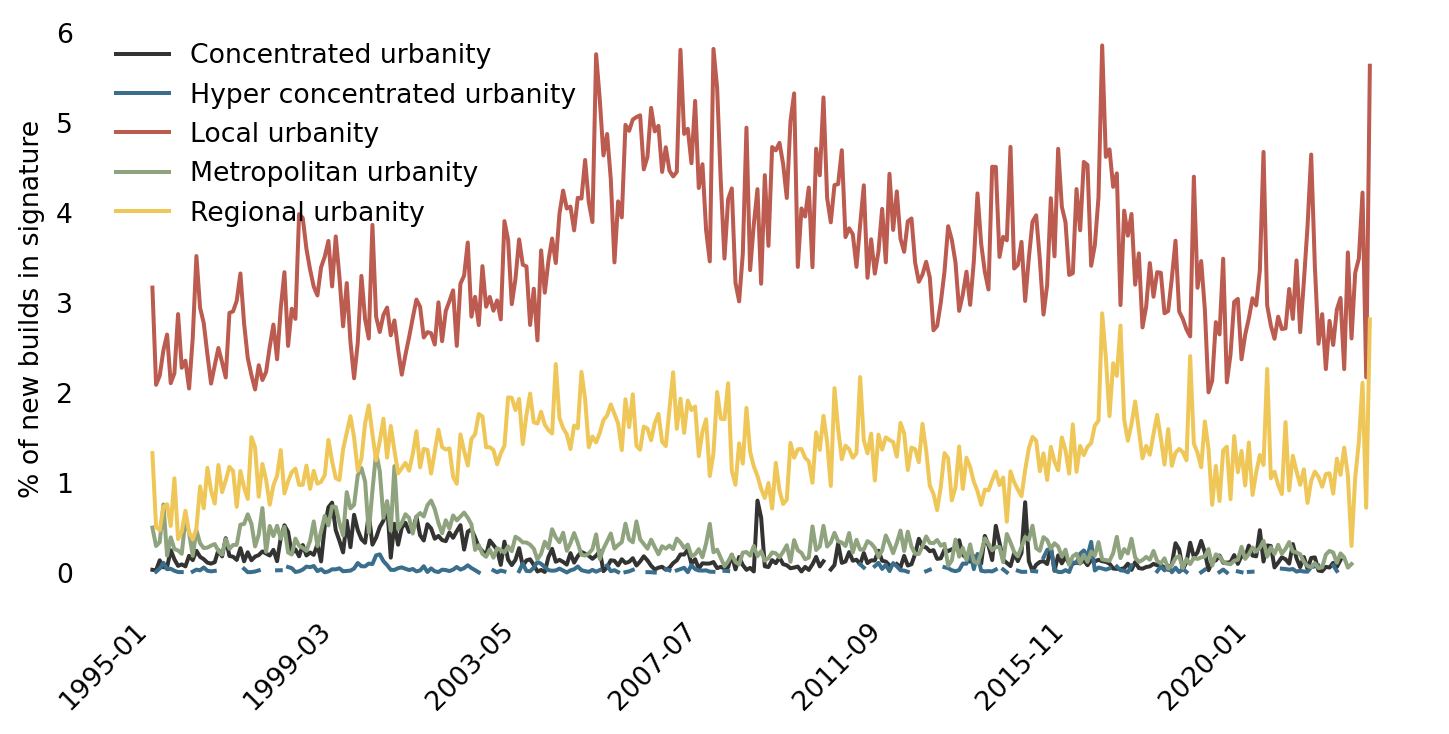 % of new builds in signature
6
5
4
3
2
1
0
Concentrated urbanity
Hyper concentrated urbanity
Local urbanity
Metropolitan urbanity
Regional urbanity
1995-01
1999-03
2003-05
2007-07
2011-09
2015-11
2020-01